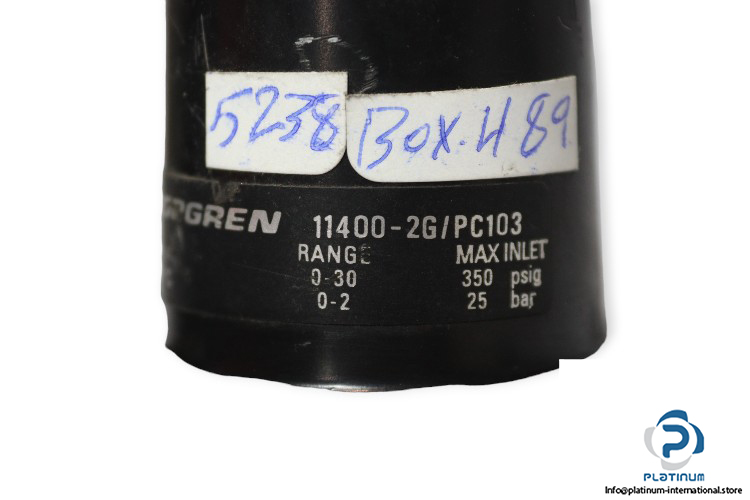 5238 Box.H 89
NORGREN 11400-2G/PC103
RANGE MAX INLET
0-30 350 psig
0-2 25 bar
PLATINUM
Info@platinum-international.store